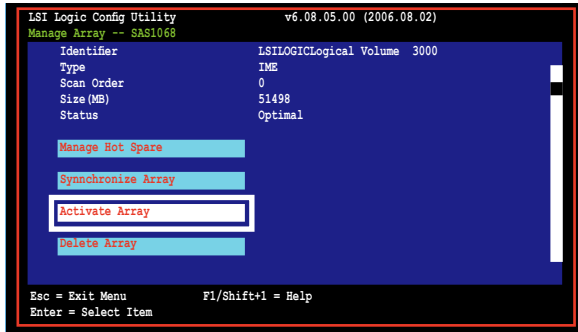 LSI Logic Config Utility v6.08.05.00 (2006.08.02)
Manage Array -- SAS1068
Identifier LSILOGICLogical Volume 3000
Type IME
Scan Order 0
Size(MB) 51498
Status Optimal
Manage Hot Spare
Synnchronize Array
Activate Array
Delete Array
Esc = Exit Menu F1/Shift+1 = Help
Enter = Select Item